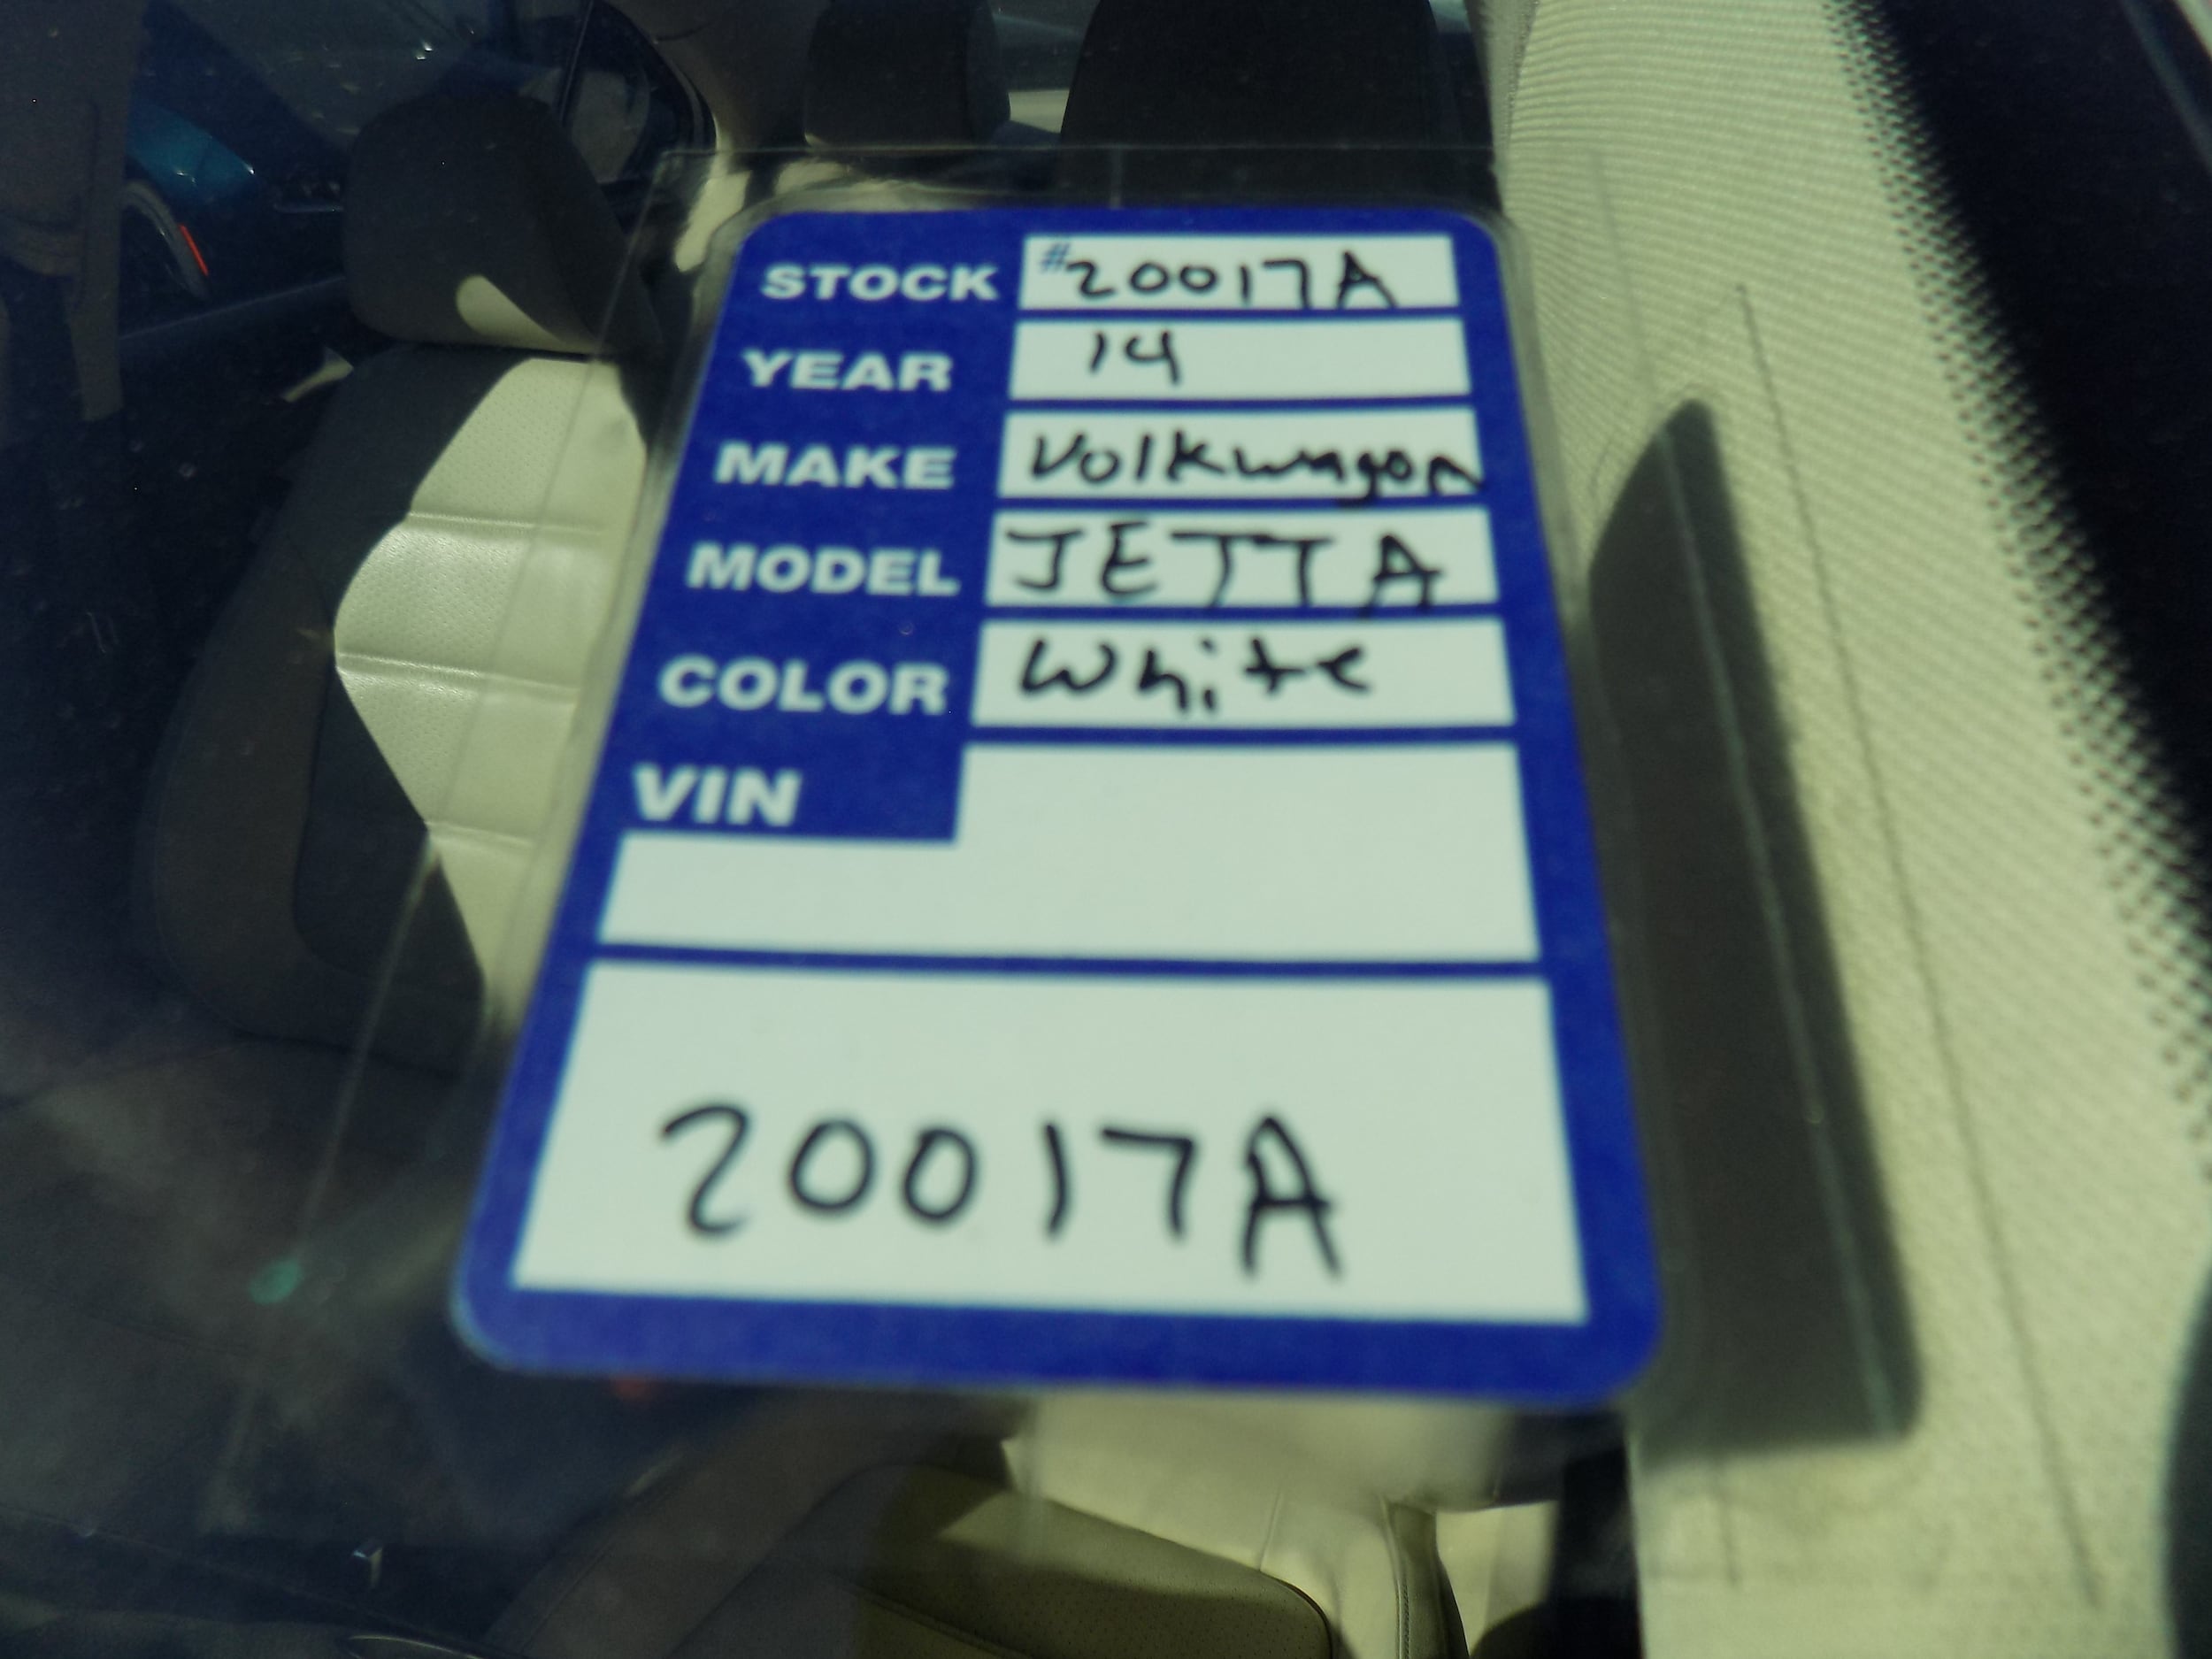 STOCK #20017A
YEAR 14
MAKE Volkwagon
MODEL JETTA
COLOR White
VIN
20017A